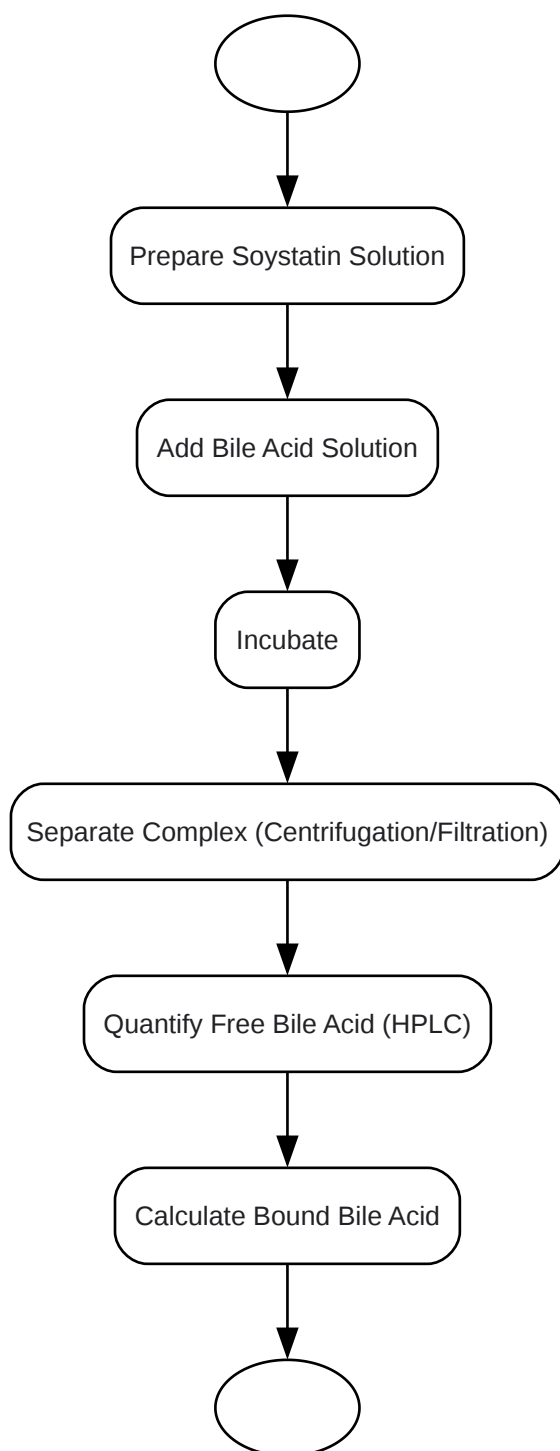 Prepare Soystatin Solution
Add Bile Acid Solution
Incubate
Separate Complex (Centrifugation/Filtration)
Quantify Free Bile Acid (HPLC)
Calculate Bound Bile Acid